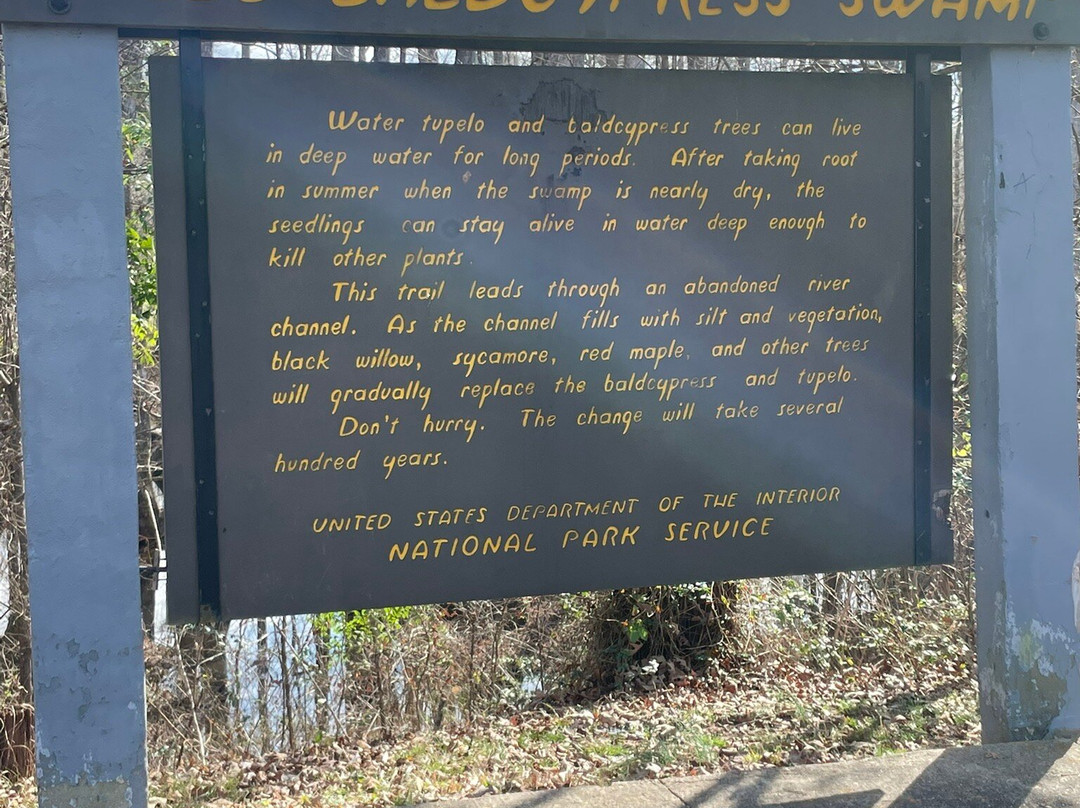 BALDCYPRESS SWAMP
Water tupelo and baldcypress trees can live
in deep water for long periods. After taking root
in summer when the swamp is nearly dry, the
seedlings can stay alive in water deep enough to
kill other plants.
This trail leads through an abandoned river
channel. As the channel fills with silt and vegetation,
black willow, sycamore, red maple, and other trees
will gradually replace the baldcypress and tupelo.
Don't hurry. The change will take several
hundred years.
UNITED STATES DEPARTMENT OF THE INTERIOR
NATIONAL PARK SERVICE